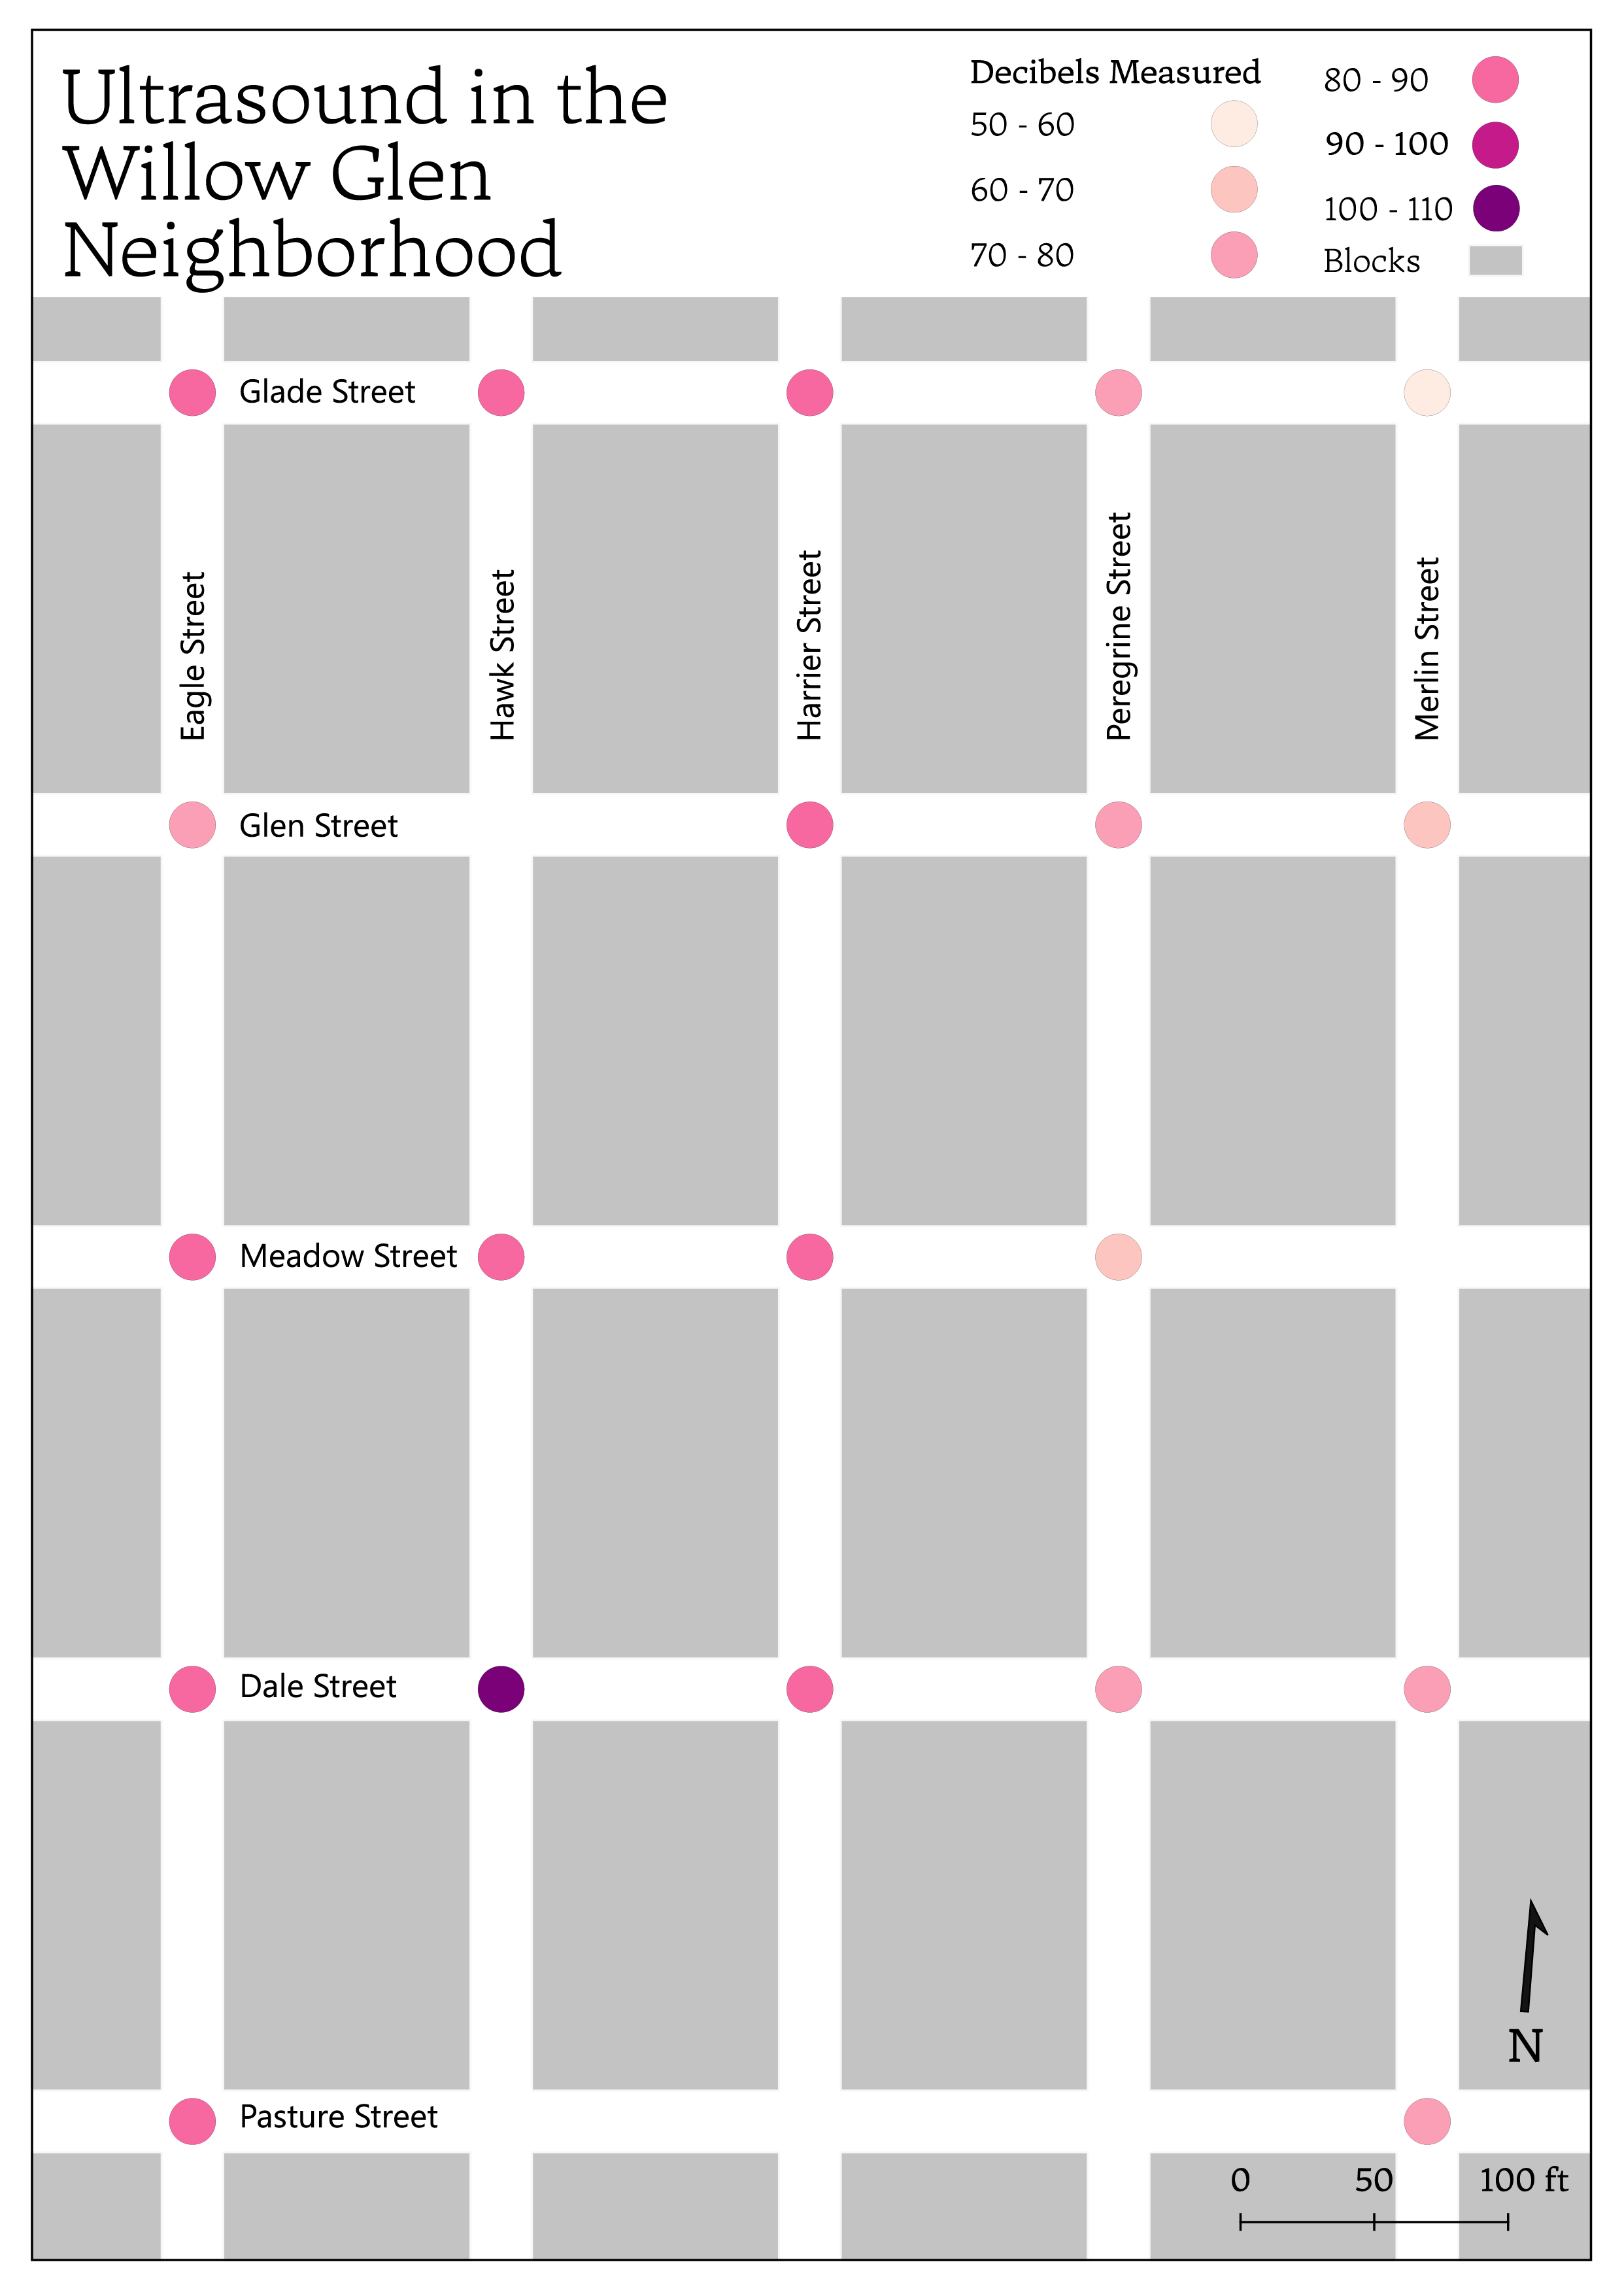 Ultrasound in the
Willow Glen
Neighborhood
Decibels Measured
50 - 60
60 - 70
70 - 80
80 - 90
90 - 100
100 - 110
Blocks
Glade Street
Eagle Street
Hawk Street
Harrier Street
Peregrine Street
Merlin Street
Glen Street
Meadow Street
Dale Street
N
Pasture Street
0 50 100 ft